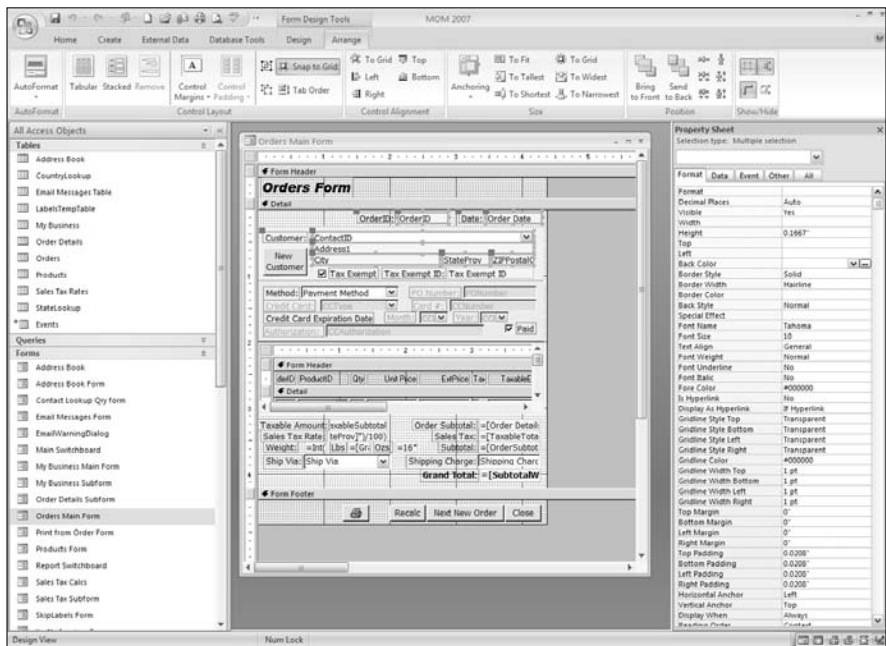 Form Design Tools
MOM 2007
Home Create External Data Database Tools Design Arrange
AutoFormat
Tabular Stacked Remove
Control Margins
Control Padding
Snap to Grid
Tab Order
To Grid Top
Left Bottom
Right
Anchoring
To Fit To Grid
To Tallest To Widest
To Shortest To Narrowest
Bring to Front
Send to Back
AutoFormat Control Layout Control Alignment Size Position Show/Hide
All Access Objects
Tables
Address Book
CountryLookup
Email Messages Table
LabelsTempTable
My Business
Order Details
Orders
Products
Sales Tax Rates
StateLookup
Events
Queries
Forms
Address Book
Address Book Form
Contact Lookup Qry form
Email Messages Form
EmailWarningDialog
Main Switchboard
My Business Main Form
My Business Subform
Order Details Subform
Orders Main Form
Print from Order Form
Products Form
Report Switchboard
Sales Tax Calcs
Sales Tax Subform
SkipLabels Form
Orders Main Form
Form Header
Orders Form
Detail
OrderID: OrderID Date: Order Date
Customer: ContactID
Address1
New Customer
City StateProv ZIPPostalC
Tax Exempt Tax Exempt ID: Tax Exempt ID
Method: Payment Method PO Number: PONumber
Credit Card: CCType Card #: CCNumber
Credit Card Expiration Date Month Year
Authorization: CCAuthorization Paid
Form Header
derID ProductID Qty Unit Price ExtPrice Tax TaxableE
Detail
Taxable Amount: axableSubtotal Order Subtotal: =[Order Details
Sales Tax Rate: teProv]")/100) Sales Tax: =[TaxableTota
Weight: =Int( Lbs =[Gra Ozs =16" Subtotal: =[OrderSubtot
Ship Via: Ship Via Shipping Charge: Shipping Charg
Grand Total: =[SubtotalW
Form Footer
Recalc Next New Order Close
Property Sheet
Selection type: Multiple selection
Format Data Event Other All
Format
Decimal Places Auto
Visible Yes
Width
Height 0.1667"
Top
Left
Back Color
Border Style Solid
Border Width Hairline
Border Color
Back Style Normal
Special Effect
Font Name Tahoma
Font Size 10
Text Align General
Font Weight Normal
Font Underline No
Font Italic No
Fore Color #000000
Is Hyperlink No
Display As Hyperlink If Hyperlink
Gridline Style Top Transparent
Gridline Style Bottom Transparent
Gridline Style Left Transparent
Gridline Style Right Transparent
Gridline Color #000000
Gridline Width Top 1 pt
Gridline Width Bottom 1 pt
Gridline Width Left 1 pt
Gridline Width Right 1 pt
Top Margin 0"
Bottom Margin 0"
Left Margin 0"
Right Margin 0"
Top Padding 0.0208"
Bottom Padding 0.0208"
Left Padding 0.0208"
Right Padding 0.0208"
Horizontal Anchor Left
Vertical Anchor Top
Display When Always
Reading Order Context
Design View
Num Lock